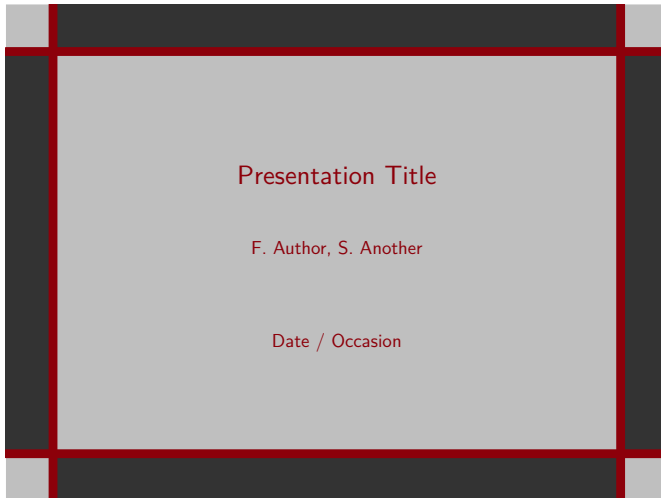 Presentation Title
F. Author, S. Another
Date / Occasion